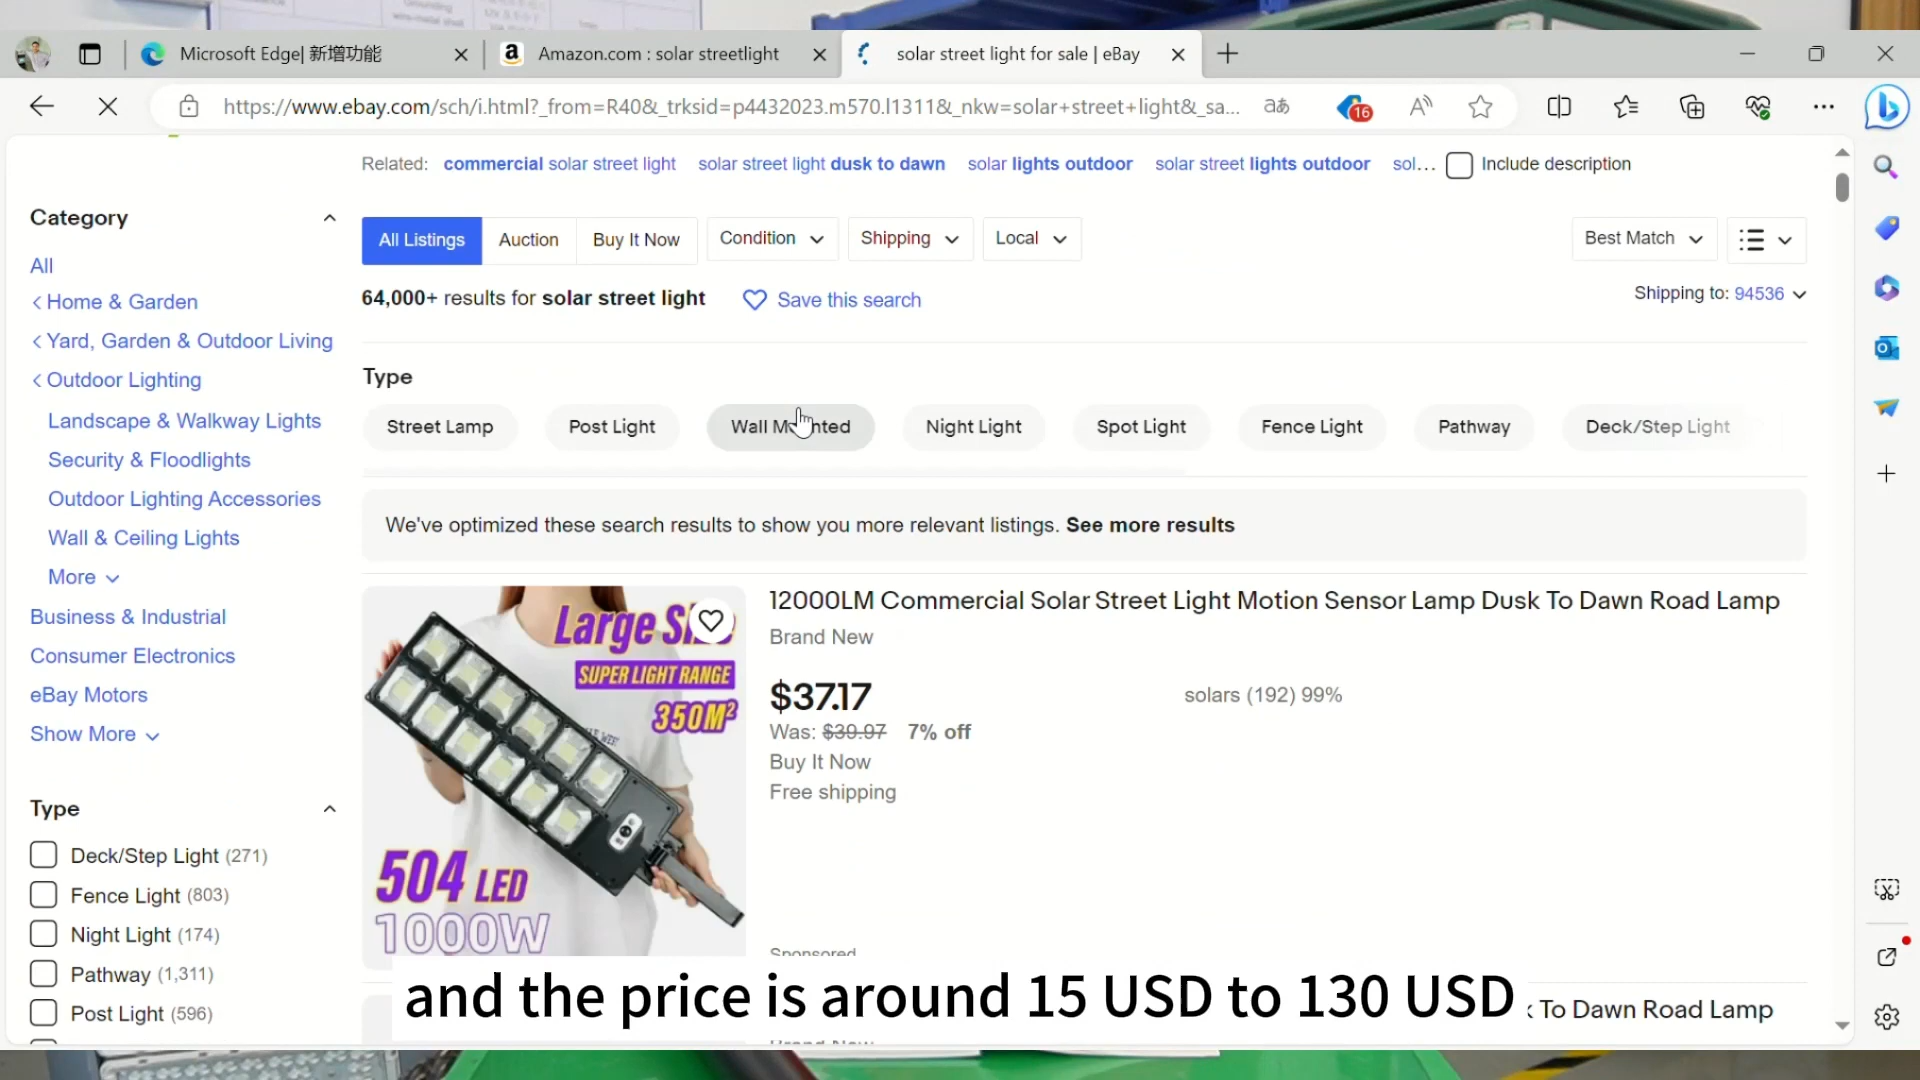 Microsoft Edge| 新增功能
Amazon.com : solar streetlight
solar street light for sale | eBay
https://www.ebay.com/sch/i.html?_from=R40&_trksid=p4432023.m570.l1311&_nkw=solar+street+light&_sa...
aあ
16
Related: commercial solar street light solar street light dusk to dawn solar lights outdoor solar street lights outdoor sol... Include description
Category
All
Home & Garden
Yard, Garden & Outdoor Living
Outdoor Lighting
Landscape & Walkway Lights
Security & Floodlights
Outdoor Lighting Accessories
Wall & Ceiling Lights
More
Business & Industrial
Consumer Electronics
eBay Motors
Show More
Type
Deck/Step Light (271)
Fence Light (803)
Night Light (174)
Pathway (1,311)
Post Light (596)
All Listings Auction Buy It Now Condition Shipping Local Best Match
64,000+ results for solar street light Save this search
Shipping to: 94536
Type
Street Lamp Post Light Wall Mounted Night Light Spot Light Fence Light Pathway Deck/Step Light
We've optimized these search results to show you more relevant listings. See more results
Large
SUPER LIGHT RANGE
350M²
504 LED
1000W
12000LM Commercial Solar Street Light Motion Sensor Lamp Dusk To Dawn Road Lamp
Brand New
$37.17
solars (192) 99%
Was: $39.97 7% off
Buy It Now
Free shipping
Sponsored
To Dawn Road Lamp
Brand New
and the price is around 15 USD to 130 USD